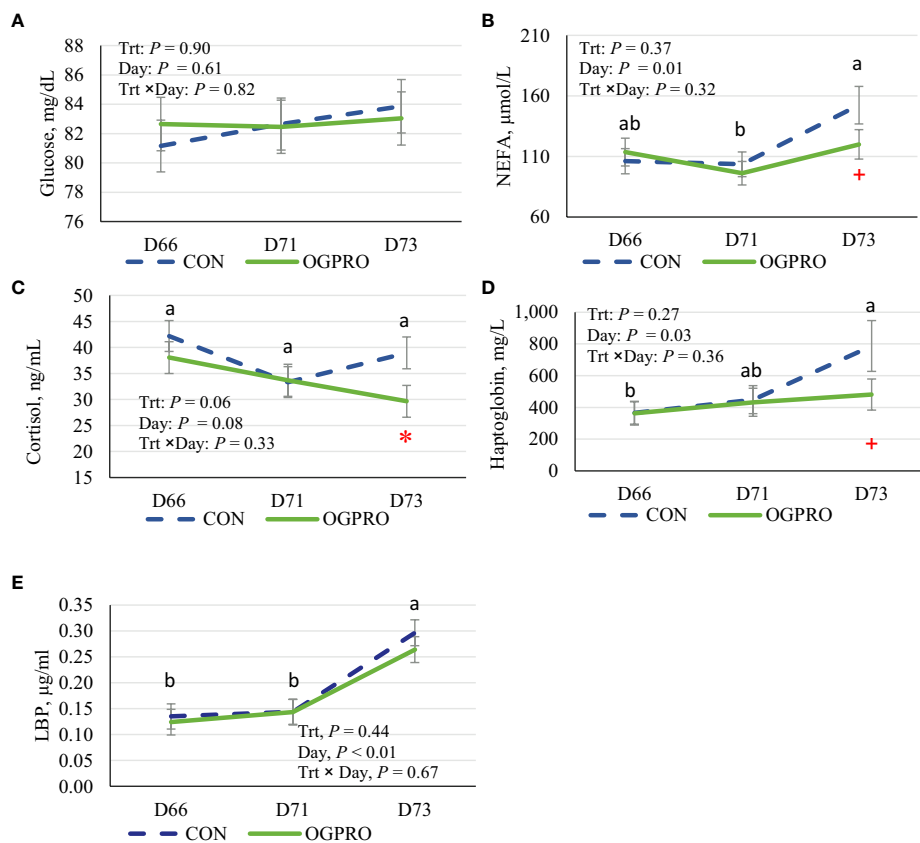 A
Glucose, mg/dL
88
86
84
82
80
78
76
Trt: P = 0.90
Day: P = 0.61
Trt ×Day: P = 0.82
D66 D71 D73
CON OGPRO
B
NEFA, µmol/L
210
160
110
60
Trt: P = 0.37
Day: P = 0.01
Trt ×Day: P = 0.32
ab
b
a
+
D66 D71 D73
CON OGPRO
C
Cortisol, ng/mL
50
45
40
35
30
25
20
15
a
a
a
Trt: P = 0.06
Day: P = 0.08
Trt ×Day: P = 0.33
*
D66 D71 D73
CON OGPRO
D
Haptoglobin, mg/L
1,000
800
600
400
200
0
Trt: P = 0.27
Day: P = 0.03
Trt ×Day: P = 0.36
b
ab
a
+
D66 D71 D73
CON OGPRO
E
LBP, µg/ml
0.35
0.30
0.25
0.20
0.15
0.10
0.05
0.00
b
b
a
Trt, P = 0.44
Day, P < 0.01
Trt × Day, P = 0.67
D66 D71 D73
CON OGPRO